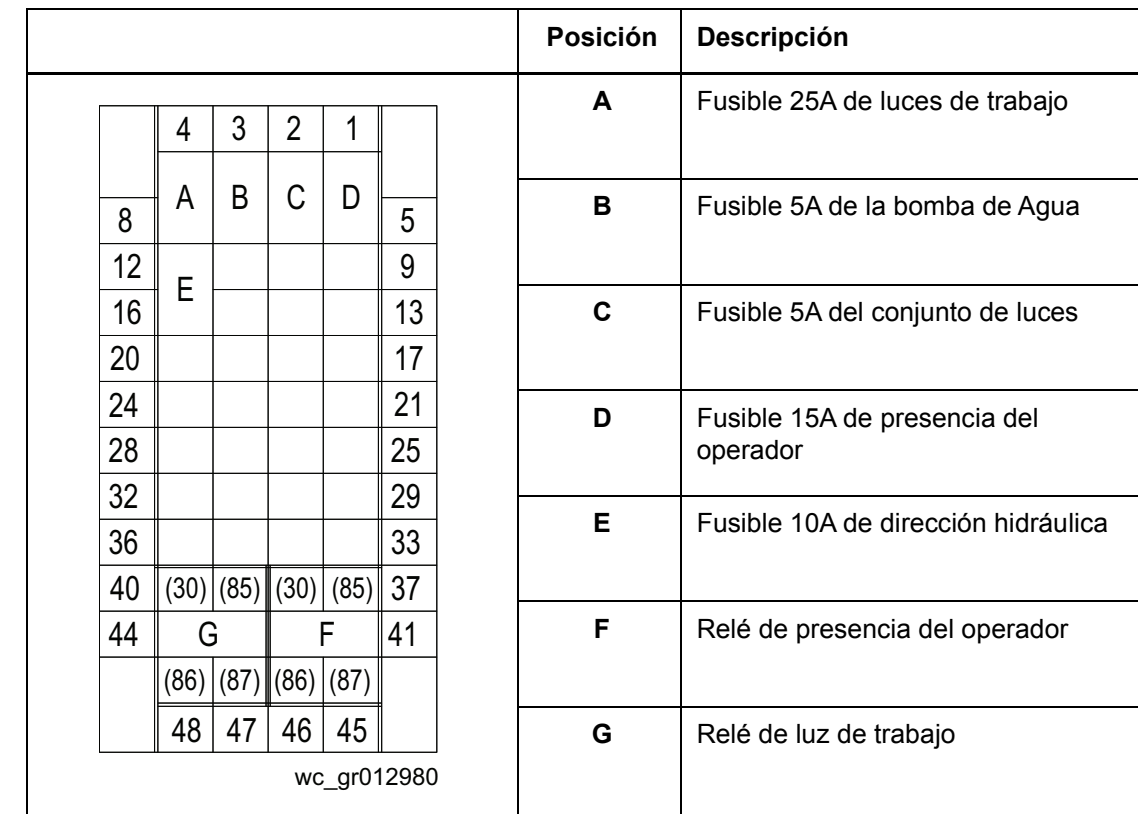 Posición Descripción
4 3 2 1
A B C D
8 5
12 9
E
16 13
20 17
24 21
28 25
32 29
36 33
40 (30) (85) (30) (85) 37
44 G F 41
(86) (87) (86) (87)
48 47 46 45
wc_gr012980
A Fusible 25A de luces de trabajo
B Fusible 5A de la bomba de Agua
C Fusible 5A del conjunto de luces
D Fusible 15A de presencia del
operador
E Fusible 10A de dirección hidráulica
F Relé de presencia del operador
G Relé de luz de trabajo